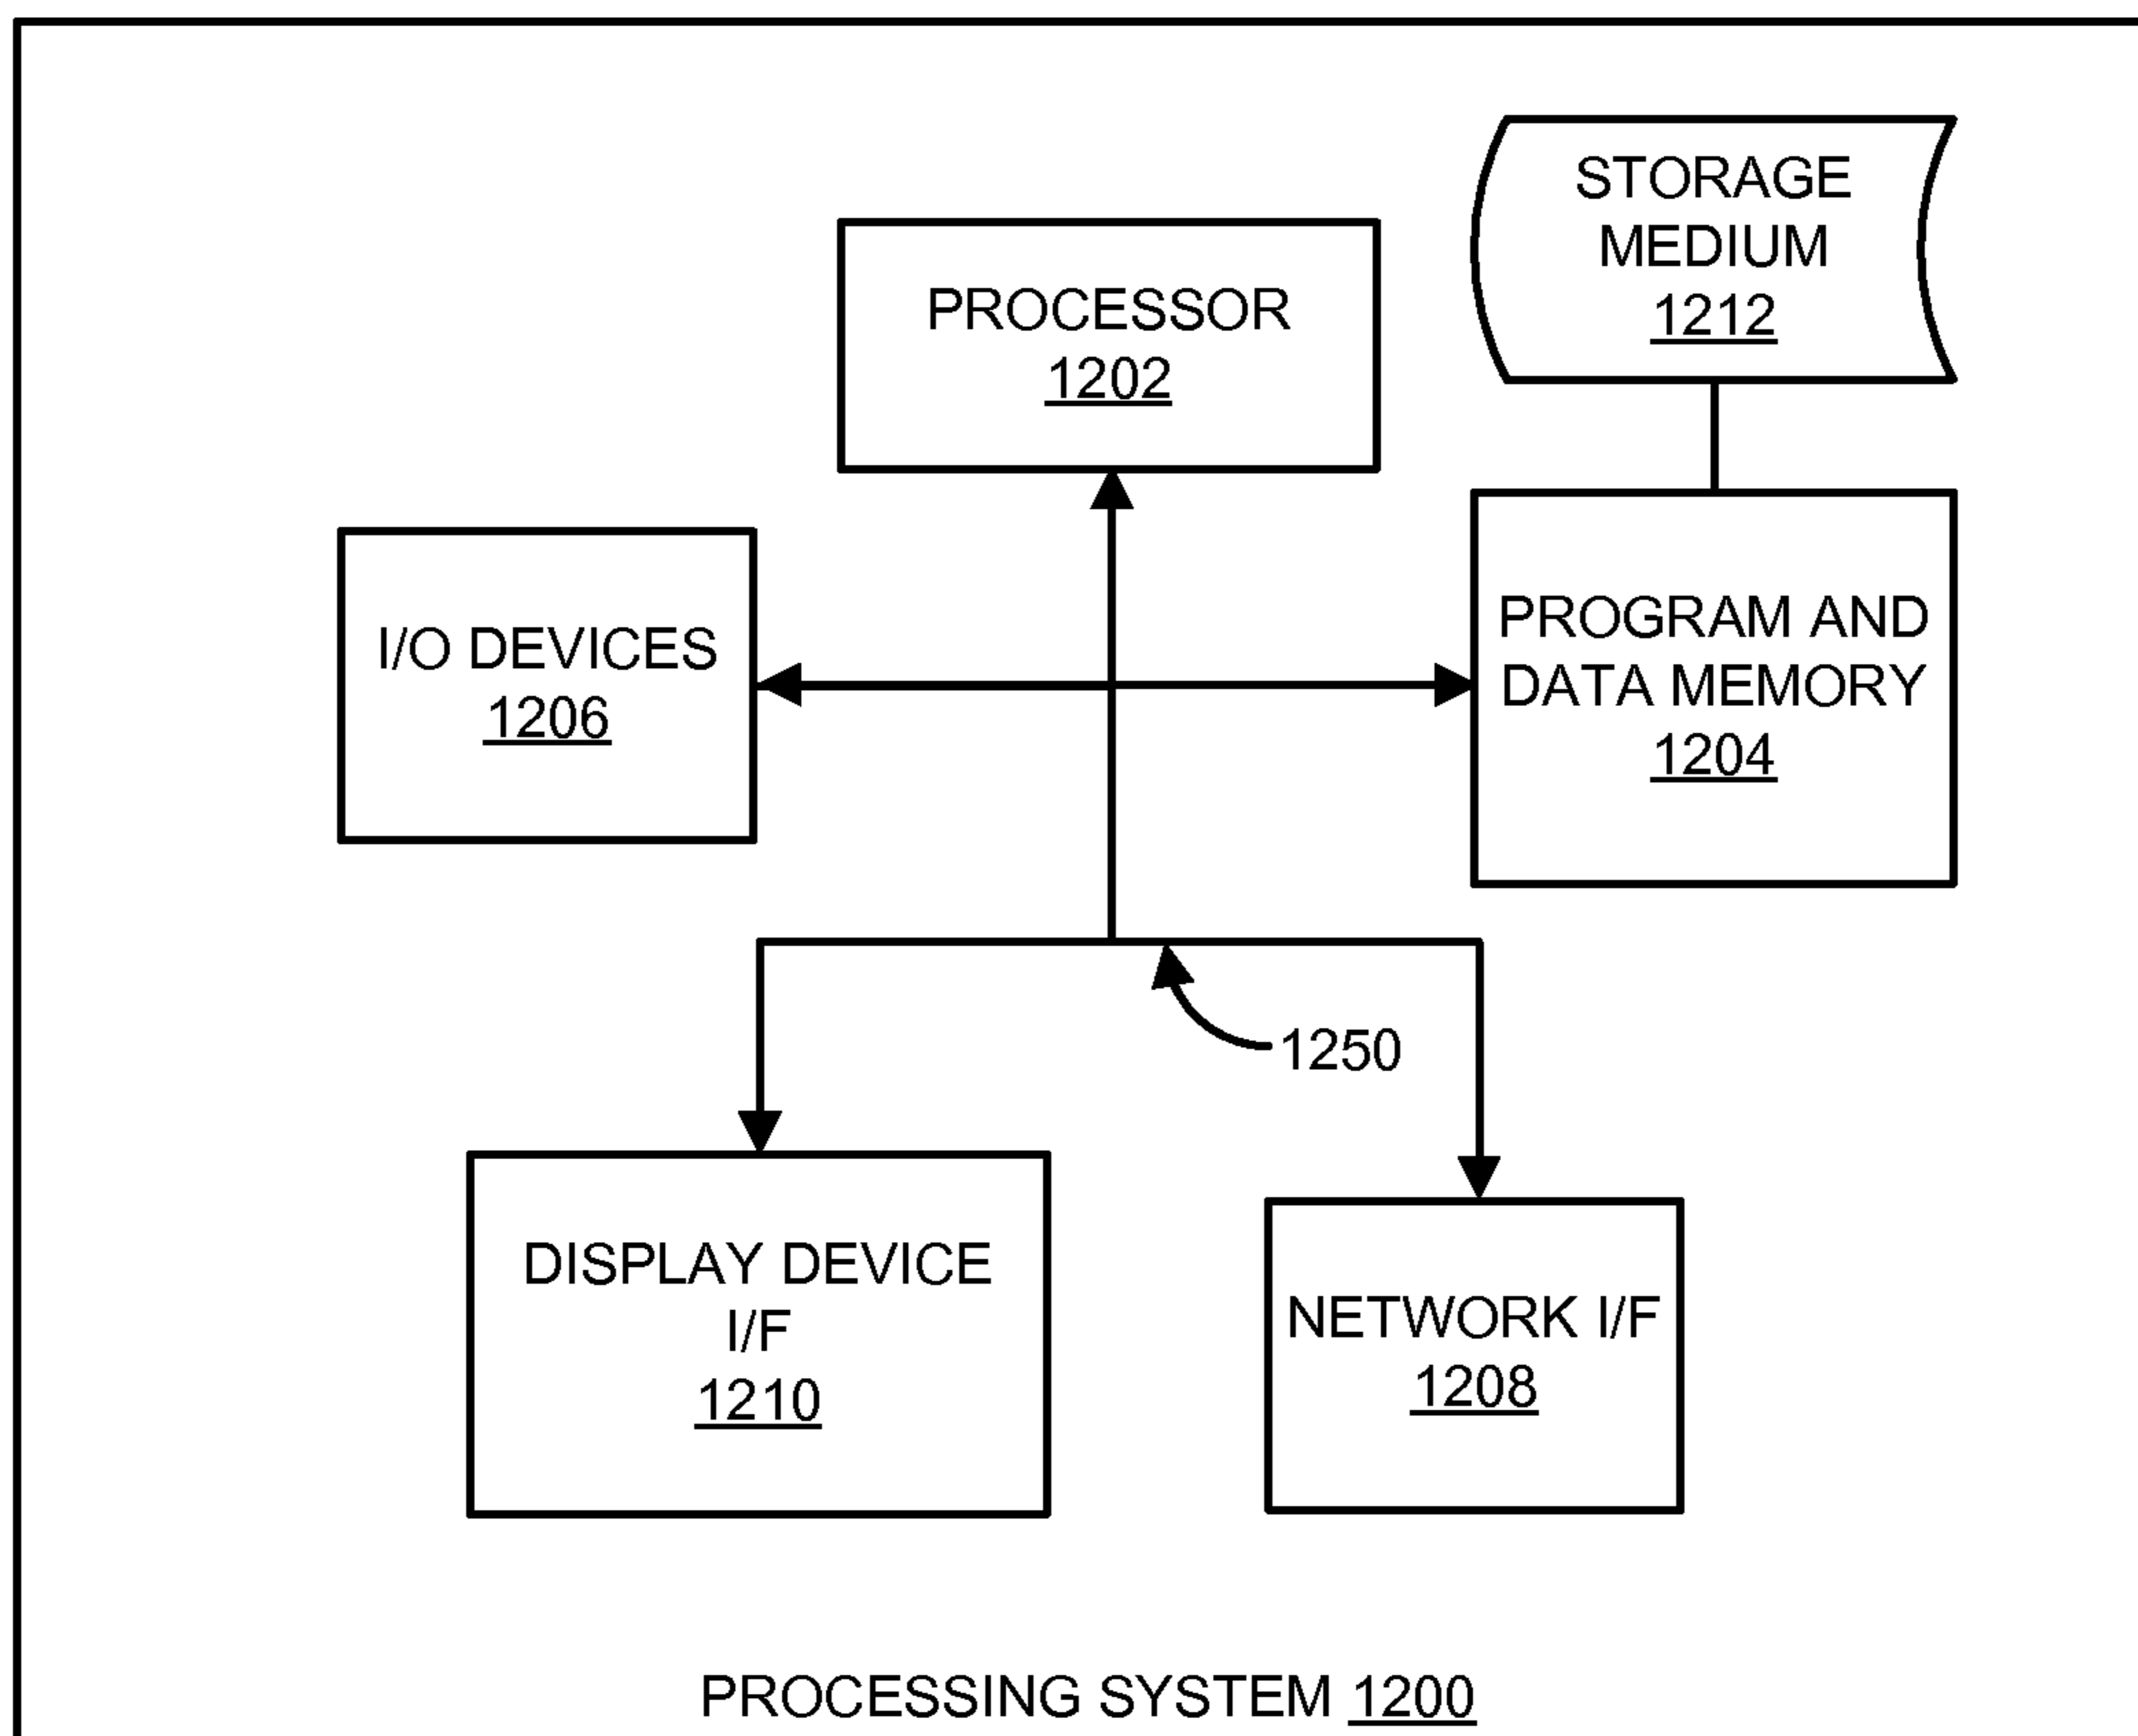 STORAGE
MEDIUM
1212
PROCESSOR
1202
I/O DEVICES
1206
PROGRAM AND
DATA MEMORY
1204
1250
DISPLAY DEVICE
I/F
1210
NETWORK I/F
1208
PROCESSING SYSTEM 1200